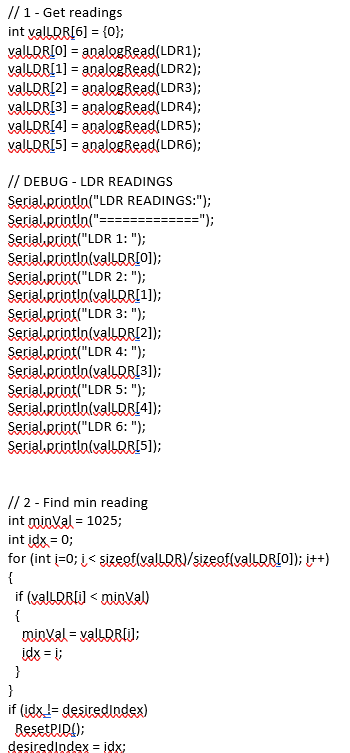 // 1 - Get readings
int valLDR[6] = {0};
valLDR[0] = analogRead(LDR1);
valLDR[1] = analogRead(LDR2);
valLDR[2] = analogRead(LDR3);
valLDR[3] = analogRead(LDR4);
valLDR[4] = analogRead(LDR5);
valLDR[5] = analogRead(LDR6);

// DEBUG - LDR READINGS
Serial.println("LDR READINGS:");
Serial.println("=============");
Serial.print("LDR 1: ");
Serial.println(valLDR[0]);
Serial.print("LDR 2: ");
Serial.println(valLDR[1]);
Serial.print("LDR 3: ");
Serial.println(valLDR[2]);
Serial.print("LDR 4: ");
Serial.println(valLDR[3]);
Serial.print("LDR 5: ");
Serial.println(valLDR[4]);
Serial.print("LDR 6: ");
Serial.println(valLDR[5]);

// 2 - Find min reading
int minVal = 1025;
int idx = 0;
for (int i=0; i < sizeof(valLDR)/sizeof(valLDR[0]); i++)
{
  if (valLDR[i] < minVal)
  {
    minVal = valLDR[i];
    idx = i;
  }
}
if (idx != desiredIndex)
  ResetPID();
desiredIndex = idx;